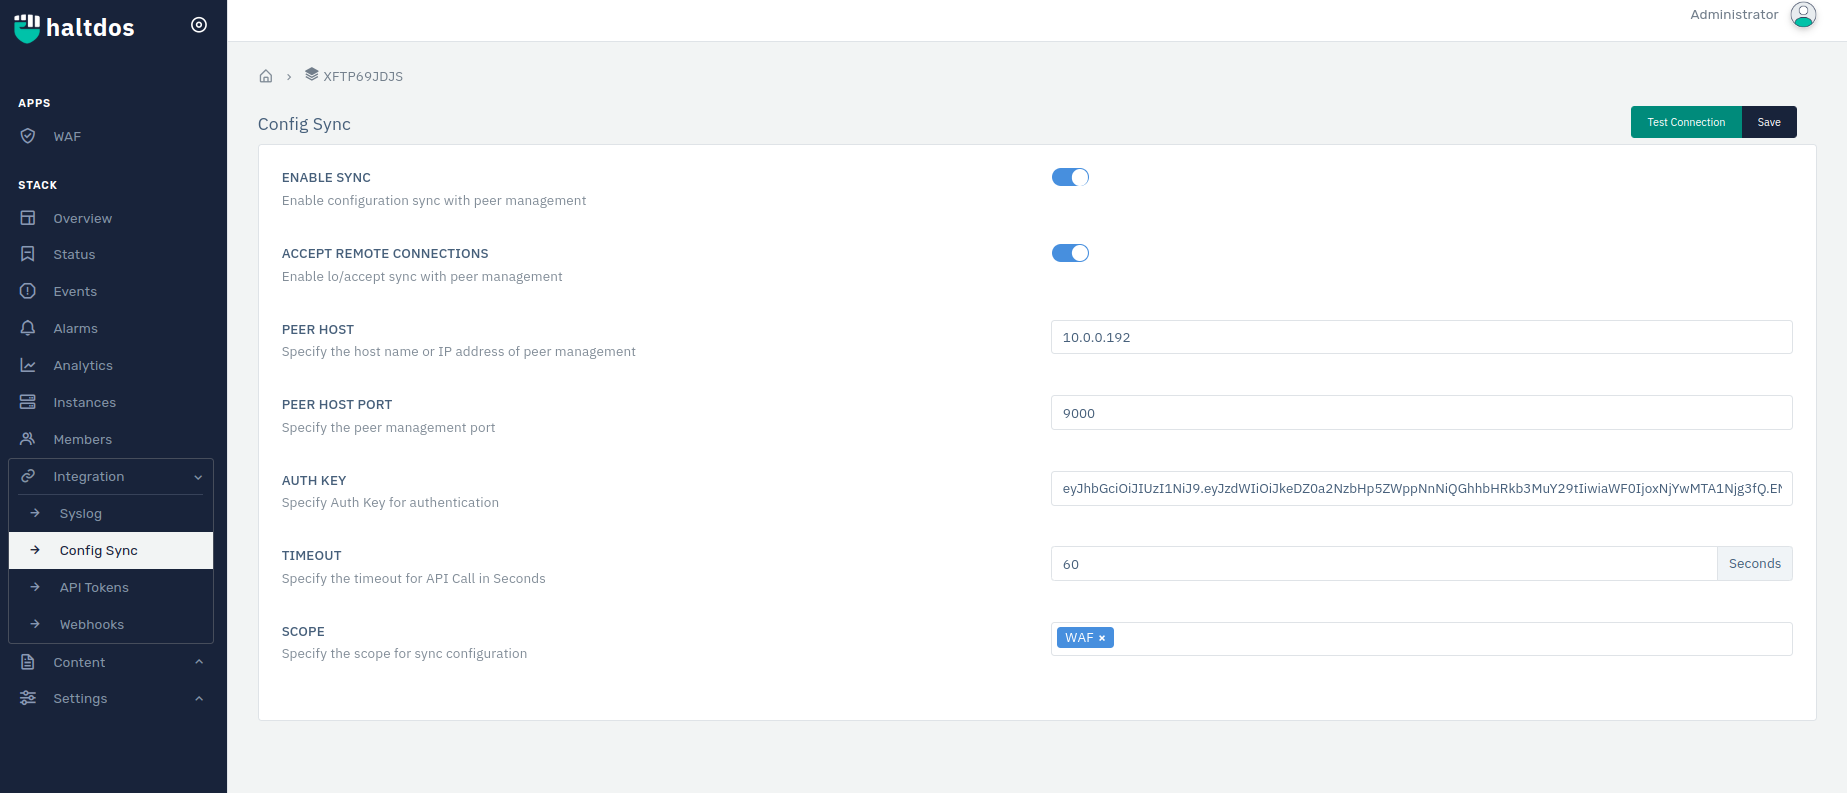 haltdos
Administrator
APPS
WAF
STACK
Overview
Status
Events
Alarms
Analytics
Instances
Members
Integration
Syslog
Config Sync
API Tokens
Webhooks
Content
Settings
XFTP69JDJS
Config Sync
Test Connection
Save
ENABLE SYNC
Enable configuration sync with peer management
ACCEPT REMOTE CONNECTIONS
Enable lo/accept sync with peer management
PEER HOST
Specify the host name or IP address of peer management
10.0.0.192
PEER HOST PORT
Specify the peer management port
9000
AUTH KEY
Specify Auth Key for authentication
eyJhbGciOiJIUzI1NiJ9.eyJzdWIiOiJkeDZ0a2NzbHp5ZWppNnNiQGhhbHRkb3MuY29tIiwiaWF0IjoxNjYwMTA1Njg3fQ.E
TIMEOUT
Specify the timeout for API Call in Seconds
60
Seconds
SCOPE
Specify the scope for sync configuration
WAF ×